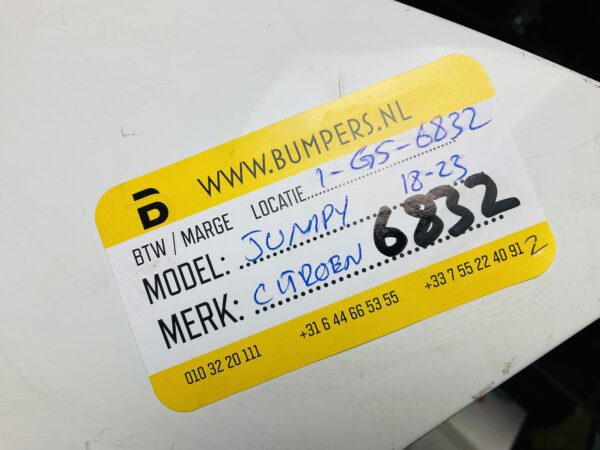 WWW.BUMPERS.NL
BTW / MARGE LOCATIE 1-G5-6832
MODEL: JUMPY 18-23
MERK: CITROEN 6832
010 32 20 111 +31 6 44 66 53 55 +33 7 55 22 40 91 2